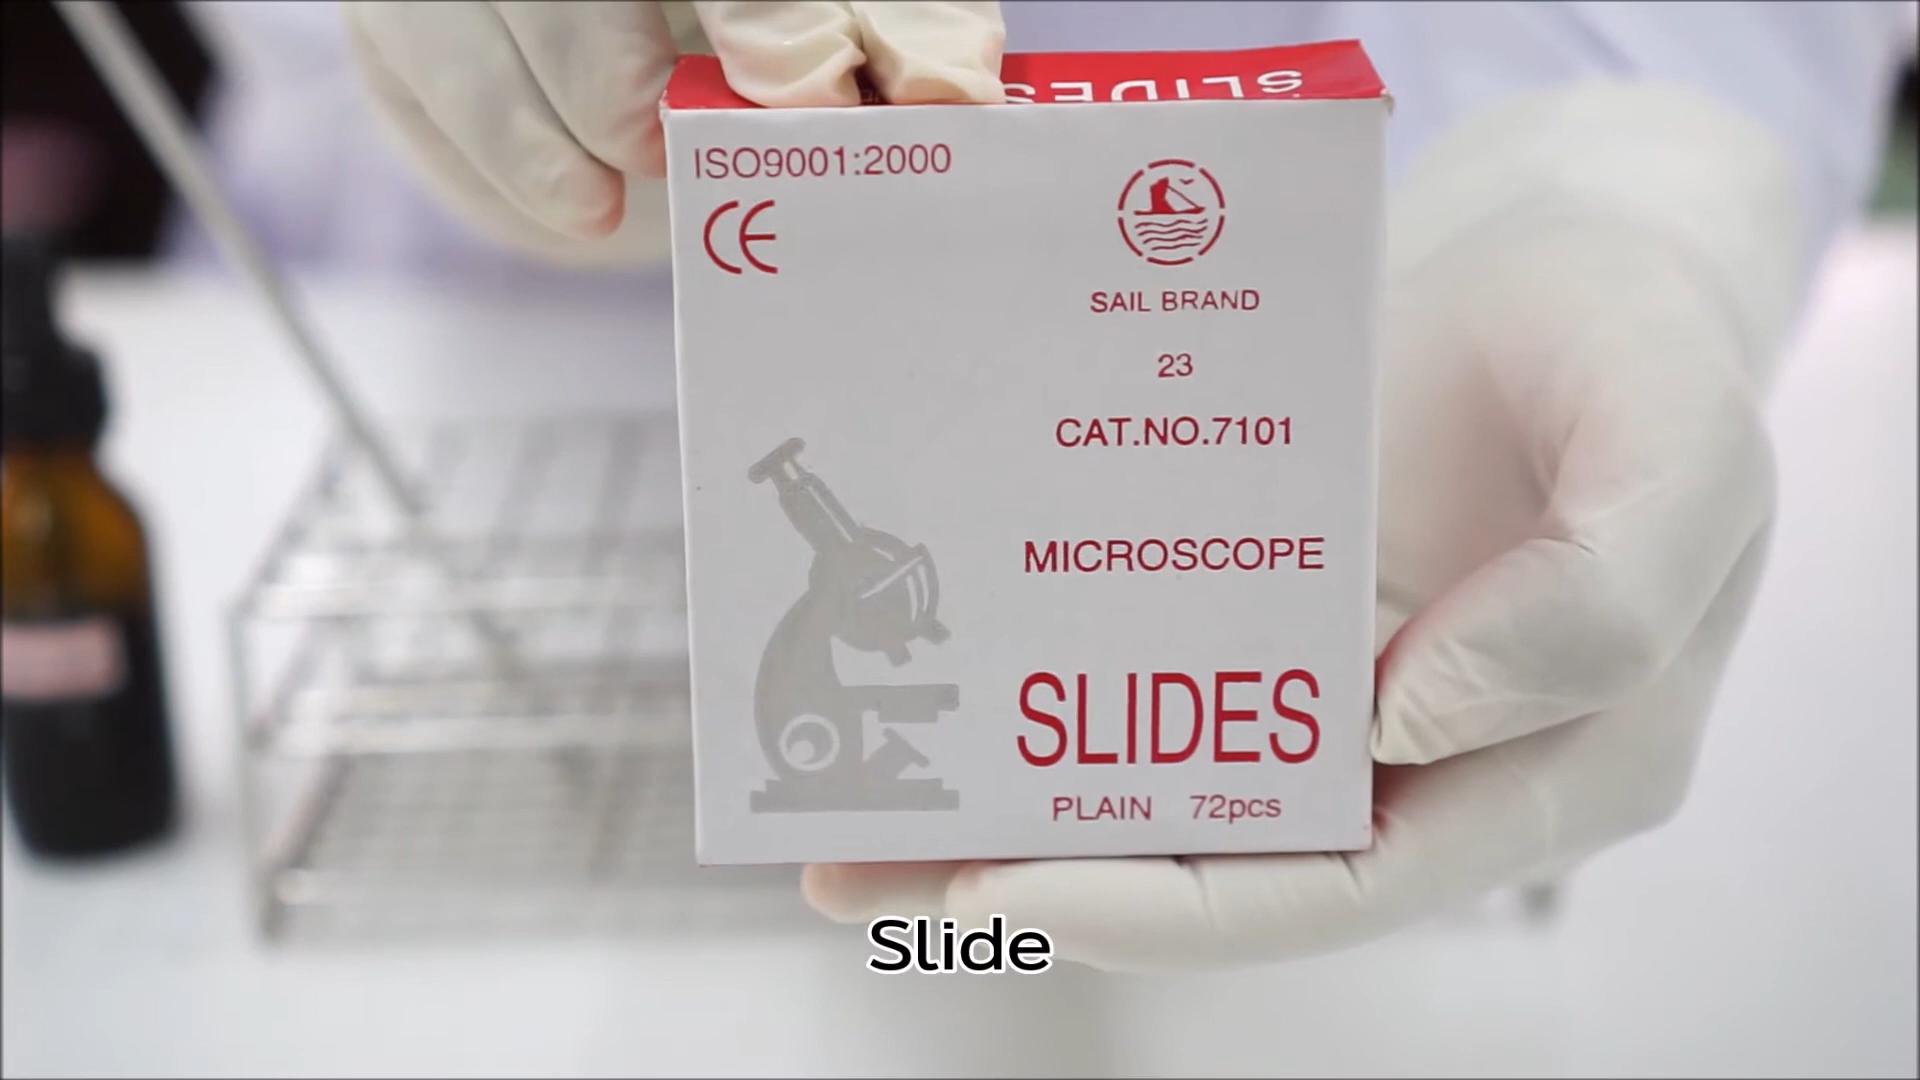 SLIDES
ISO9001:2000
CE
SAIL BRAND
23
CAT.NO.7101
MICROSCOPE
SLIDES
PLAIN 72pcs
Slide